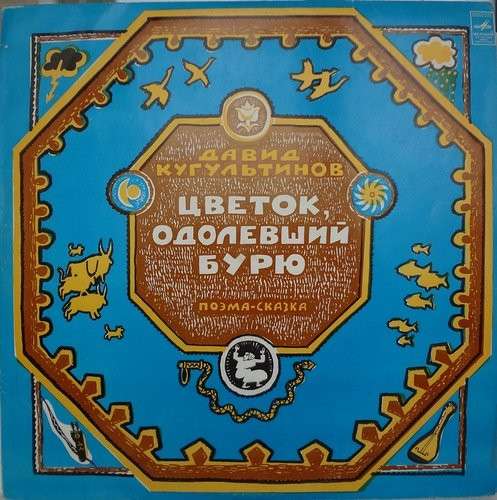 ДАВИД
КУГУЛЬТИНОВ
ЦВЕТОК,
ОДОЛЕВШИЙ
БУРЮ
ПОЭМА-СКАЗКА